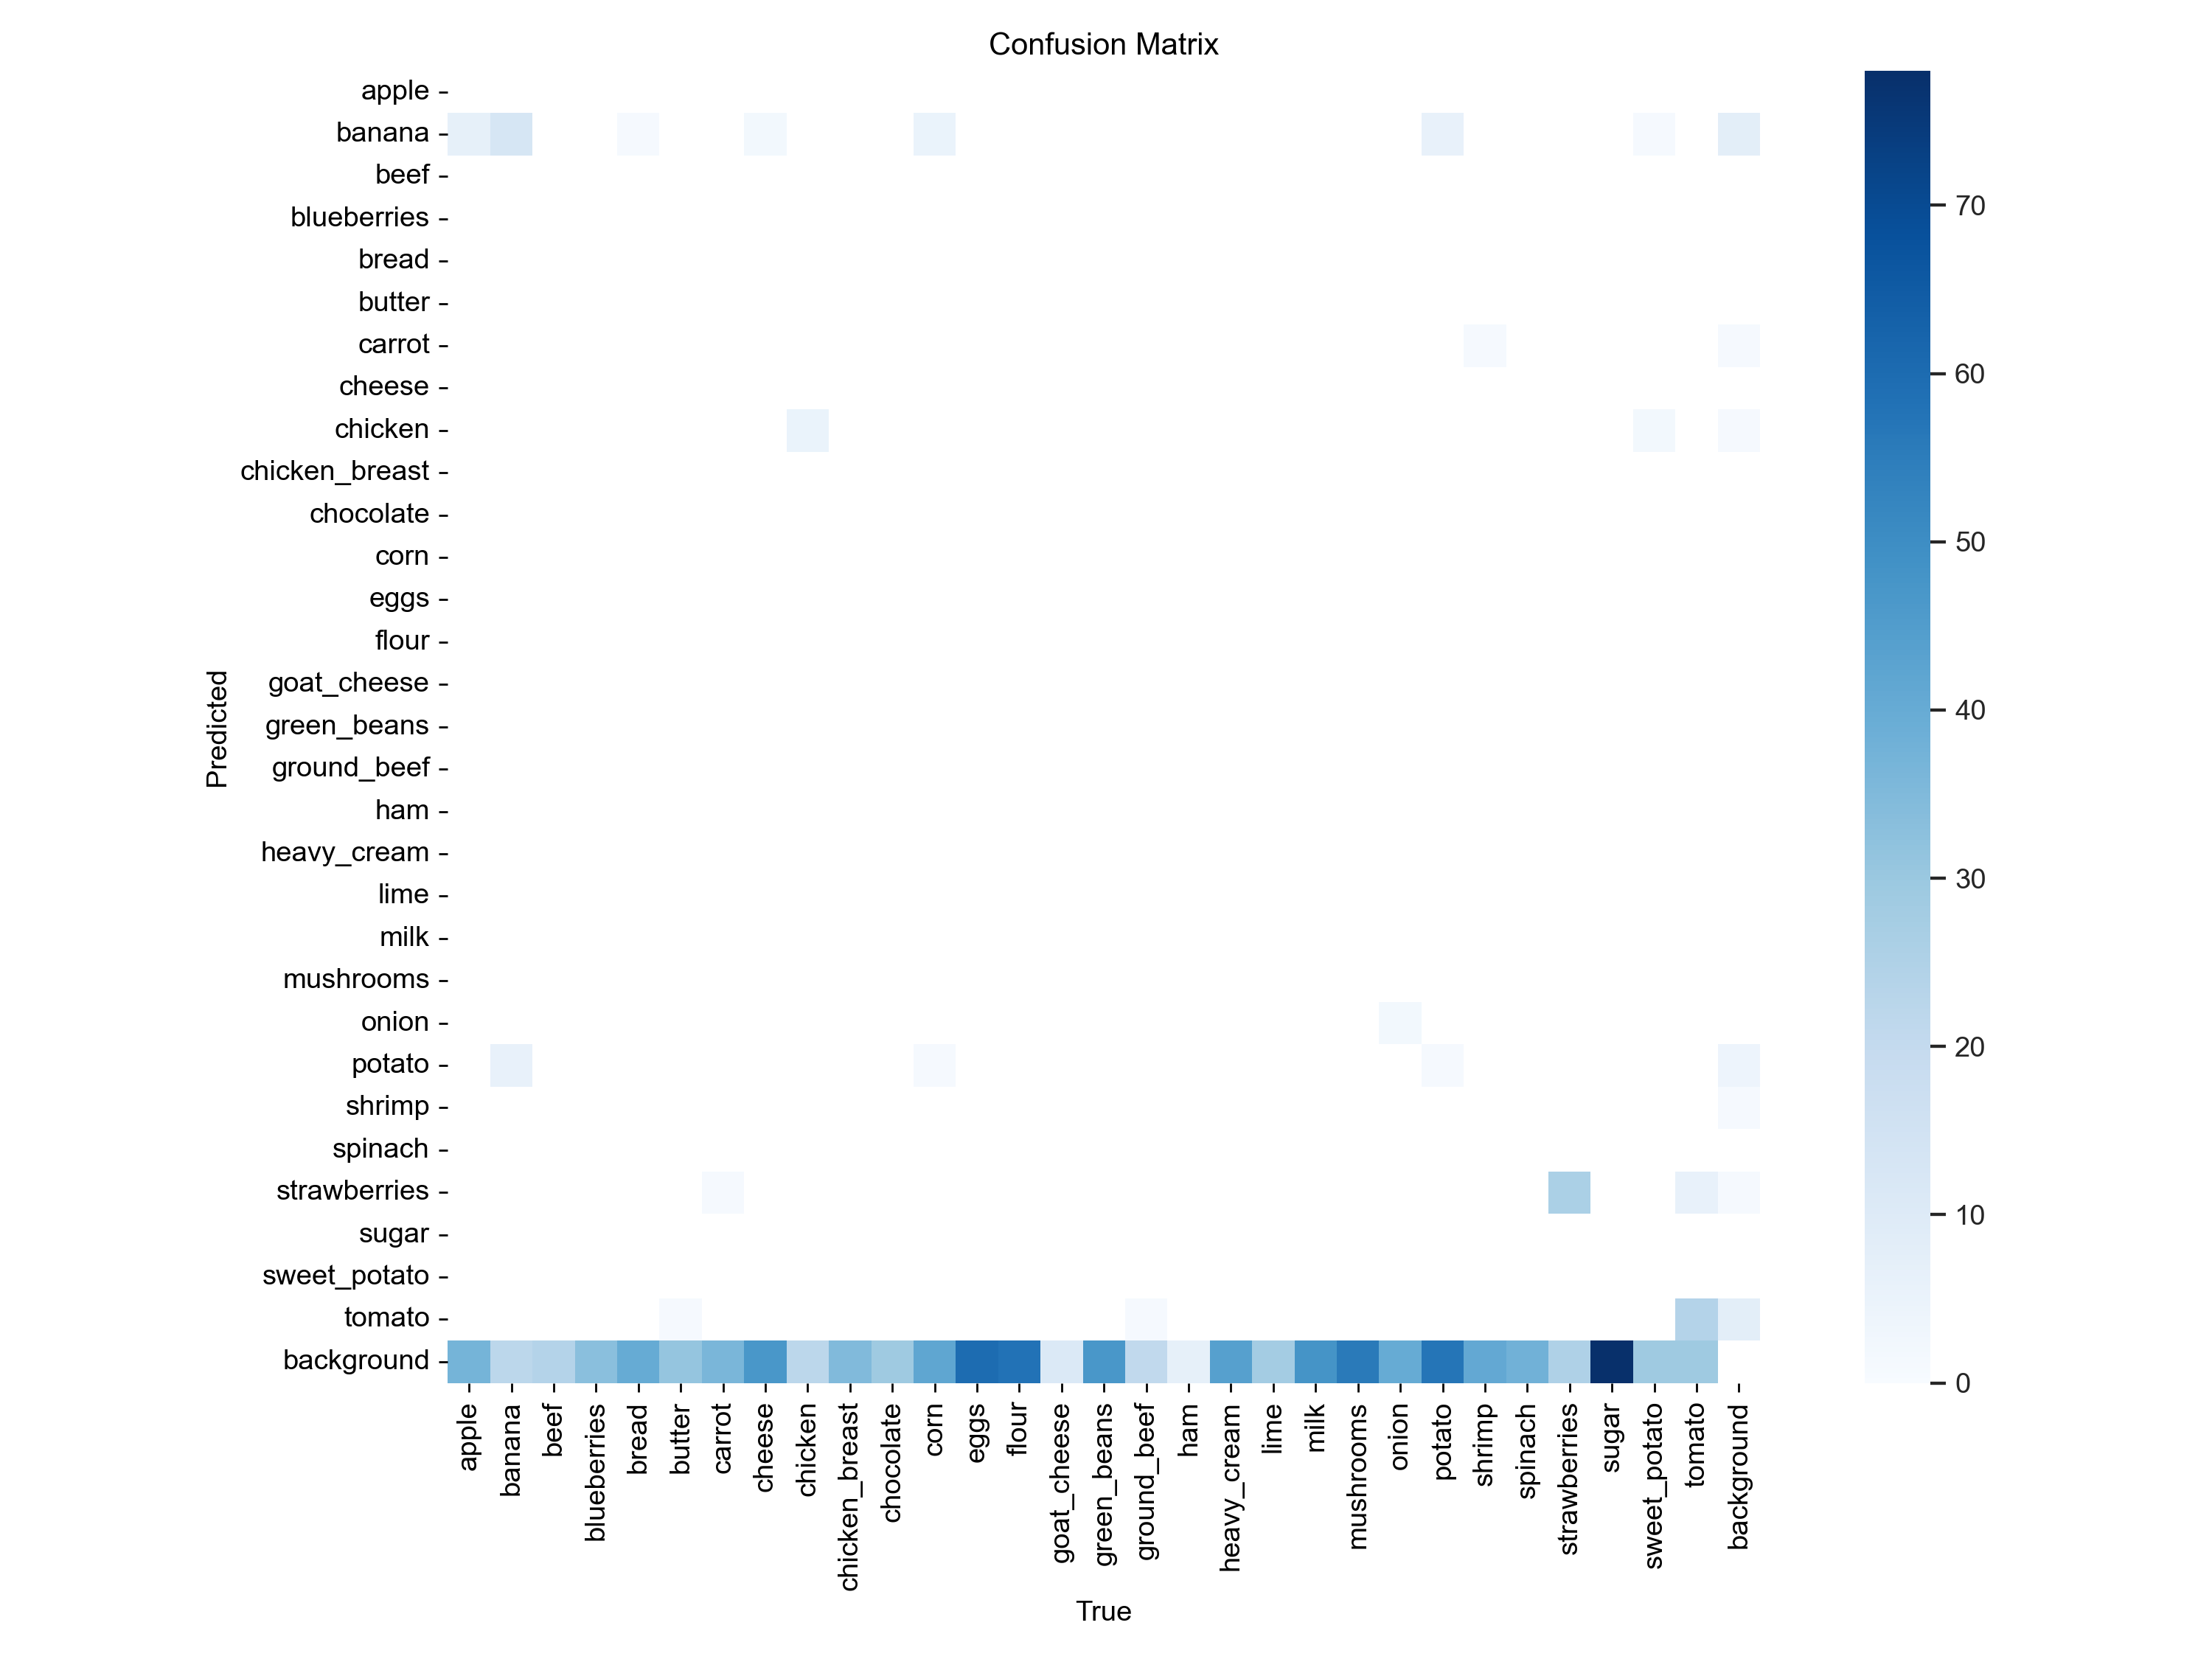 Confusion Matrix
apple
banana
beef
blueberries
bread
butter
carrot
cheese
chicken
chicken_breast
chocolate
corn
eggs
flour
goat_cheese
green_beans
ground_beef
ham
heavy_cream
lime
milk
mushrooms
onion
potato
shrimp
spinach
strawberries
sugar
sweet_potato
tomato
background
Predicted
apple
banana
beef
blueberries
bread
butter
carrot
cheese
chicken
chicken_breast
chocolate
corn
eggs
flour
goat_cheese
green_beans
ground_beef
ham
heavy_cream
lime
milk
mushrooms
onion
potato
shrimp
spinach
strawberries
sugar
sweet_potato
tomato
background
True
70
60
50
40
30
20
10
0